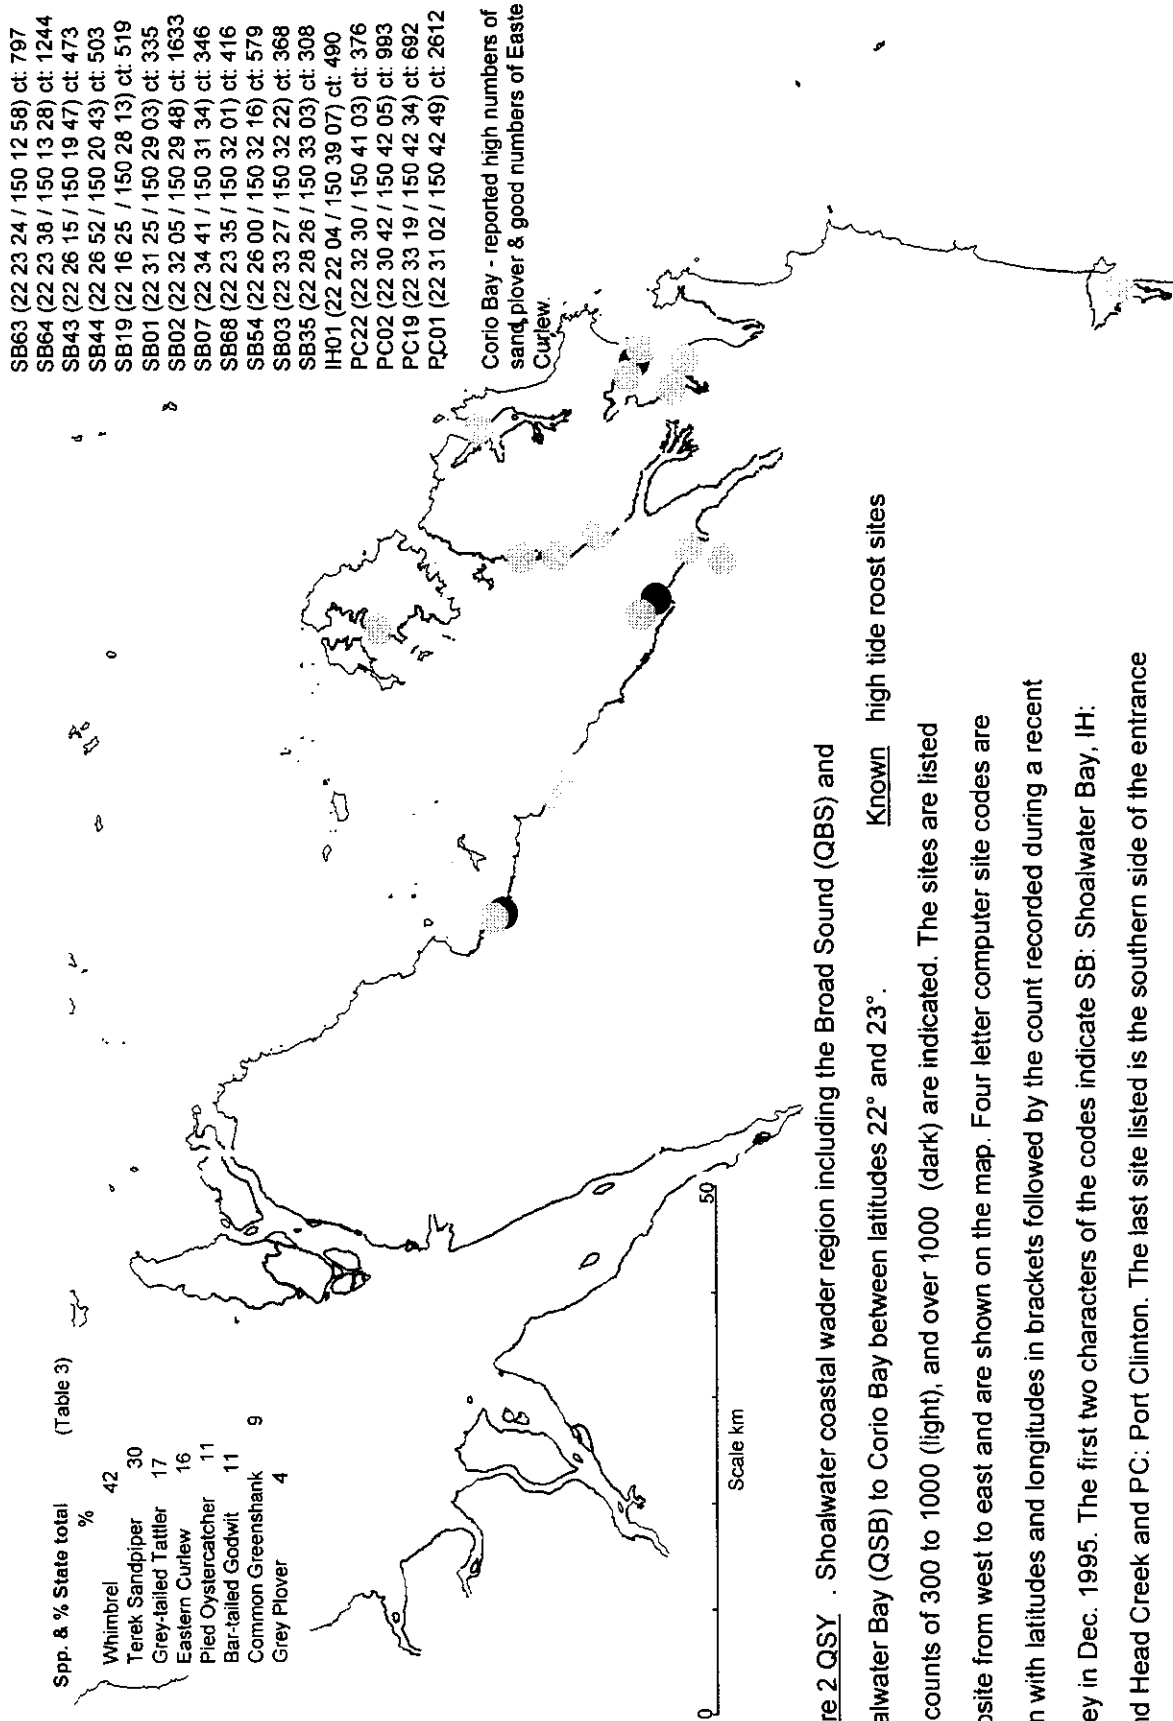 Spp. & % State total (Table 3)
%
Whimbrel 42
Terek Sandpiper 30
Grey-tailed Tattler 17
Eastern Curlew 16
Pied Oystercatcher 11
Bar-tailed Godwit 11
Common Greenshank 9
Grey Plover 4
SB63 (22 23 24 / 150 12 58) ct: 797
SB64 (22 23 38 / 150 13 28) ct: 1244
SB43 (22 26 15 / 150 19 47) ct: 473
SB44 (22 26 52 / 150 20 43) ct: 503
SB19 (22 16 25 / 150 28 13) ct: 519
SB01 (22 31 25 / 150 29 03) ct: 335
SB02 (22 32 05 / 150 29 48) ct: 1633
SB07 (22 34 41 / 150 31 34) ct: 346
SB68 (22 23 35 / 150 32 01) ct: 416
SB54 (22 26 00 / 150 32 16) ct: 579
SB03 (22 33 27 / 150 32 22) ct: 368
SB35 (22 28 26 / 150 33 03) ct: 308
IH01 (22 22 04 / 150 39 07) ct: 490
PC22 (22 32 30 / 150 41 03) ct: 376
PC02 (22 30 42 / 150 42 05) ct: 993
PC19 (22 33 19 / 150 42 34) ct: 692
PC01 (22 31 02 / 150 42 49) ct: 2612
Corio Bay - reported high numbers of
sand plover & good numbers of Easte
Curlew.
0 50
Scale km
re 2 QSY . Shoalwater coastal wader region including the Broad Sound (QBS) and
alwater Bay (QSB) to Corio Bay between latitudes 22° and 23°. Known high tide roost sites
counts of 300 to 1000 (light), and over 1000 (dark) are indicated. The sites are listed
osite from west to east and are shown on the map. Four letter computer site codes are
n with latitudes and longitudes in brackets followed by the count recorded during a recent
ey in Dec. 1995. The first two characters of the codes indicate SB: Shoalwater Bay, IH:
nd Head Creek and PC: Port Clinton. The last site listed is the southern side of the entrance